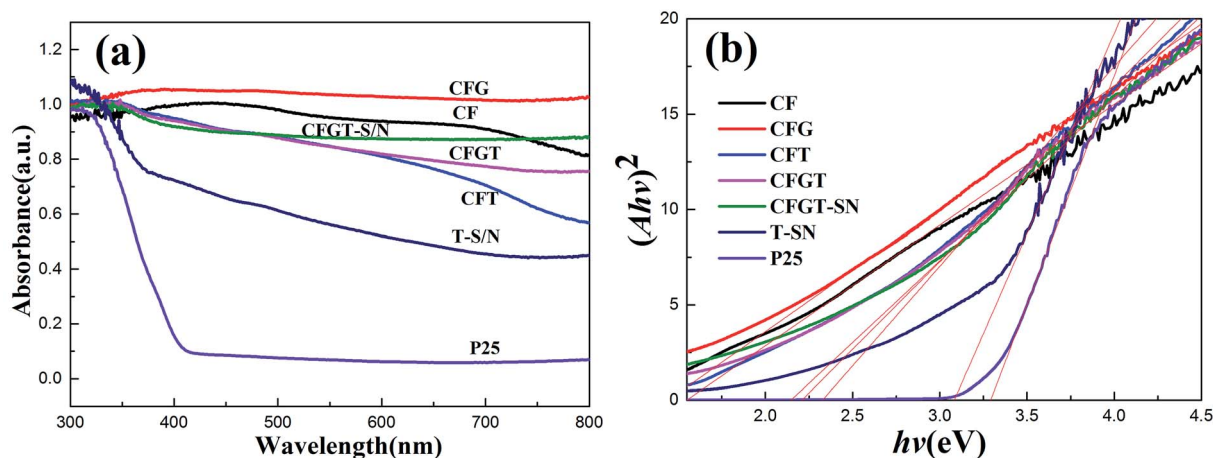 (a)
1.2
1.0
0.8
0.6
0.4
0.2
0.0
Absorbance(a.u.)
CFG
CF
CFGT-S/N
CFGT
CFT
T-S/N
P25
300 400 500 600 700 800
Wavelength(nm)
(b)
20
15
10
5
0
(Ahν)2
CF
CFG
CFT
CFGT
CFGT-SN
T-SN
P25
2.0 2.5 3.0 3.5 4.0 4.5
hν(eV)